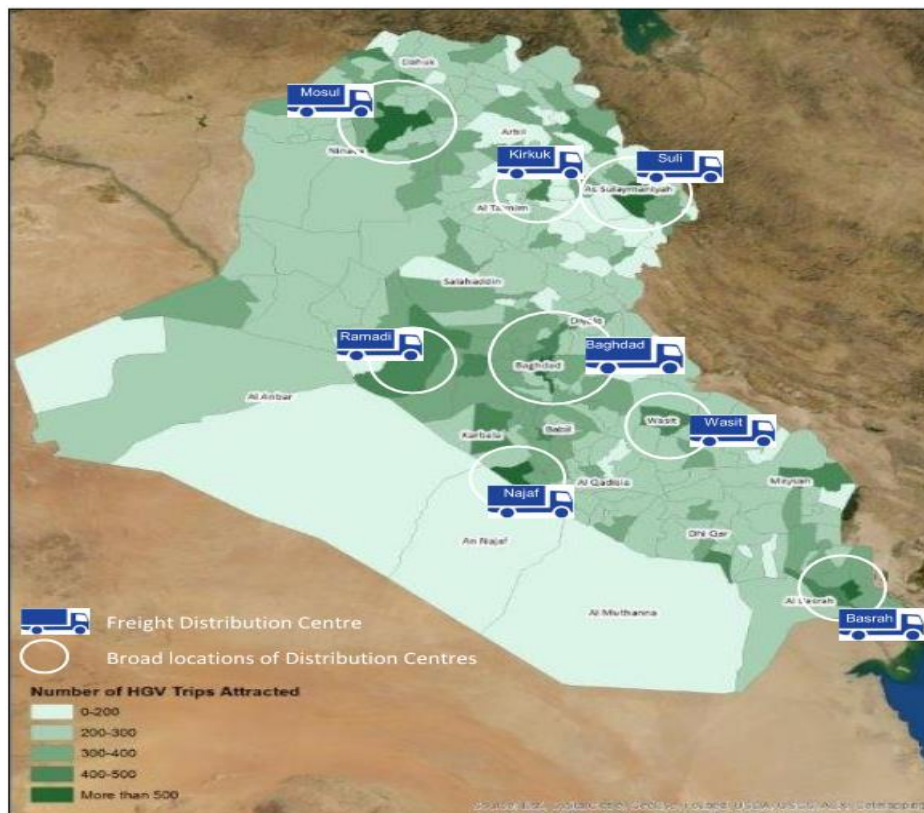 Dahuk
Mosul
Arbil
Ninewa
Kirkuk
Suli
As Sulaymaniyah
Al Tamim
Salahaddin
Ramadi
Diyala
Baghdad
Baghdad
Al Anbar
Wasit
Wasit
Karbala
Babil
Najaf
Al Qadisia
Maysan
An Najaf
Dhi Qar
Al Muthanna
Al Basrah
Basrah
Freight Distribution Centre
Broad locations of Distribution Centres
Number of HGV Trips Attracted
0-200
200-300
300-400
400-500
More than 500